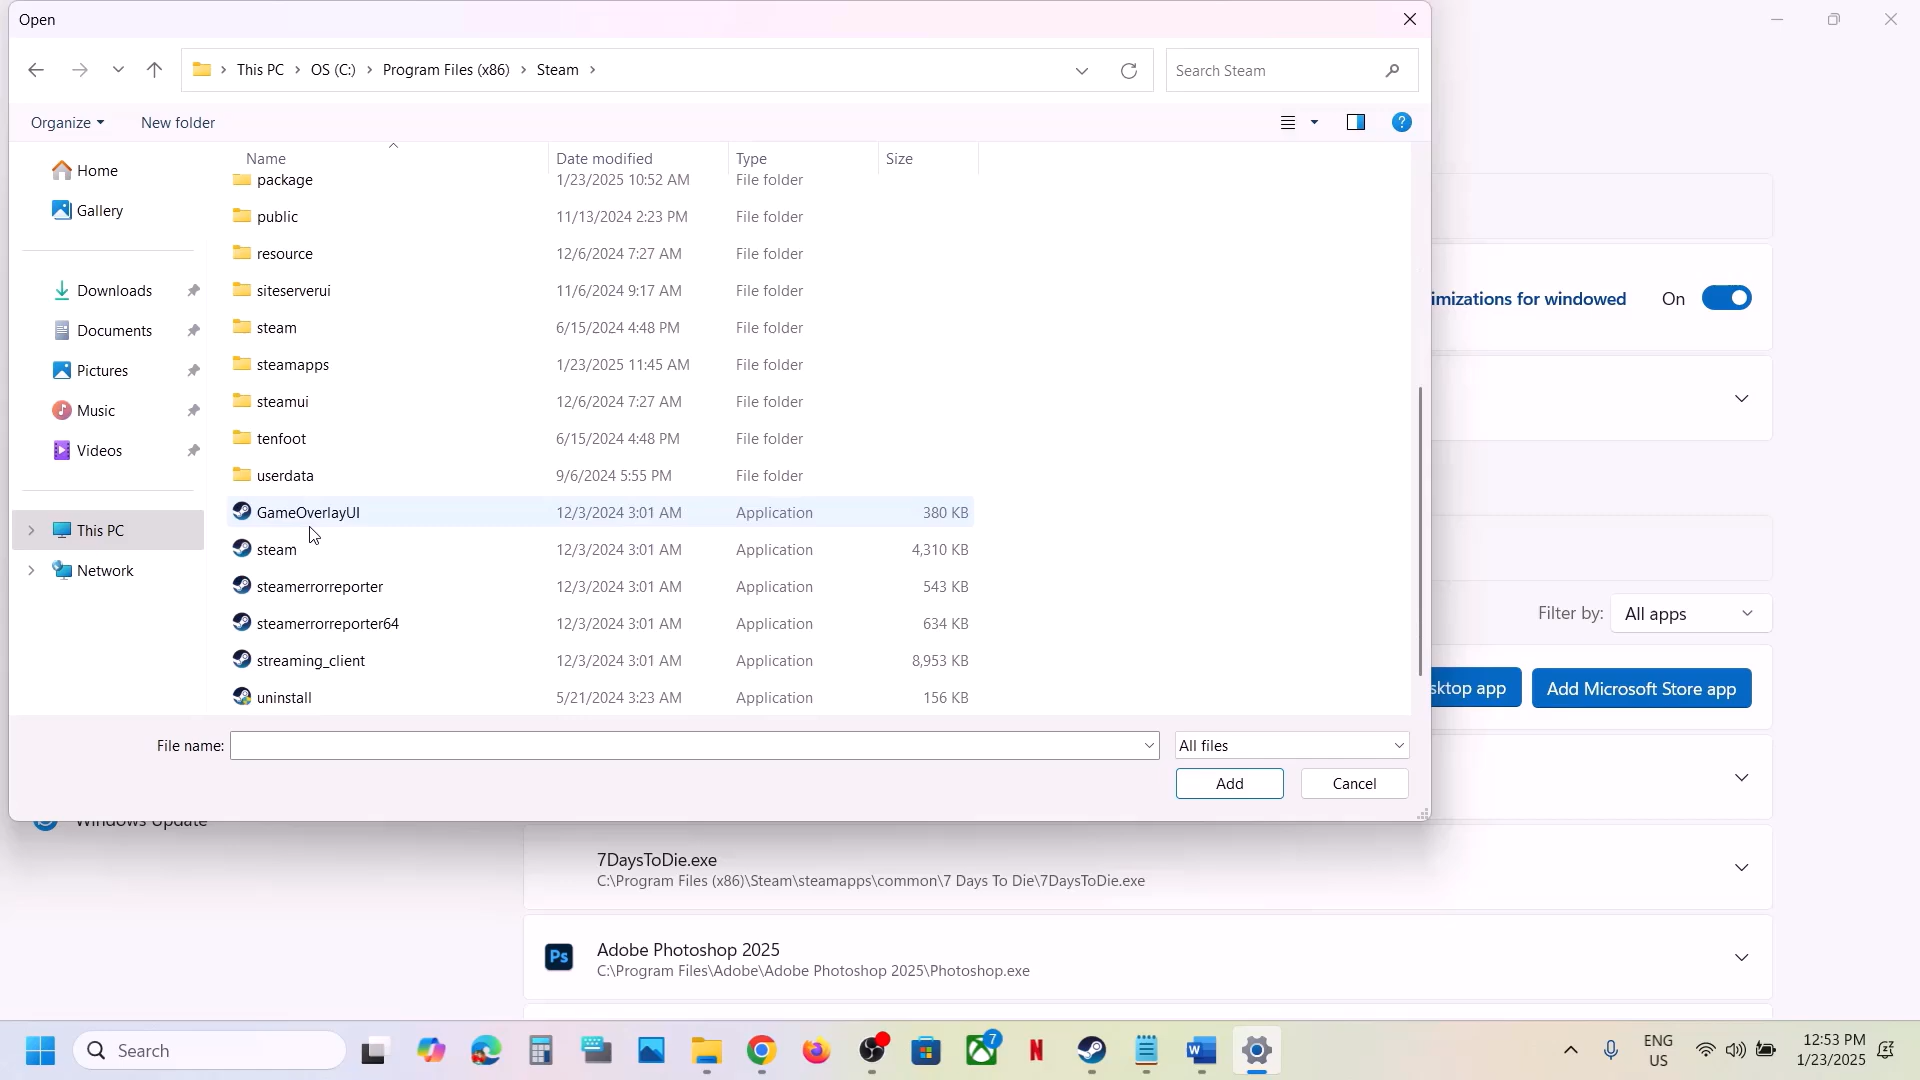 Open
This PC > OS (C:) > Program Files (x86) > Steam >
Search Steam
Organize
New folder
Name Date modified Type Size
Home
Gallery
Downloads
Documents
Pictures
Music
Videos
This PC
Network
package 1/23/2025 10:52 AM File folder
public 11/13/2024 2:23 PM File folder
resource 12/6/2024 7:27 AM File folder
siteserverui 11/6/2024 9:17 AM File folder
steam 6/15/2024 4:48 PM File folder
steamapps 1/23/2025 11:45 AM File folder
steamui 12/6/2024 7:27 AM File folder
tenfoot 6/15/2024 4:48 PM File folder
userdata 9/6/2024 5:55 PM File folder
GameOverlayUI 12/3/2024 3:01 AM Application 380 KB
steam 12/3/2024 3:01 AM Application 4,310 KB
steamerrorreporter 12/3/2024 3:01 AM Application 543 KB
steamerrorreporter64 12/3/2024 3:01 AM Application 634 KB
streaming_client 12/3/2024 3:01 AM Application 8,953 KB
uninstall 5/21/2024 3:23 AM Application 156 KB
File name:
All files
Add
Cancel
imizations for windowed On
Filter by: All apps
sktop app
Add Microsoft Store app
Windows Update
7DaysToDie.exe
C:\Program Files (x86)\Steam\steamapps\common\7 Days To Die\7DaysToDie.exe
Ps
Adobe Photoshop 2025
C:\Program Files\Adobe\Adobe Photoshop 2025\Photoshop.exe
Search
7
N
W
ENG
US
12:53 PM
1/23/2025